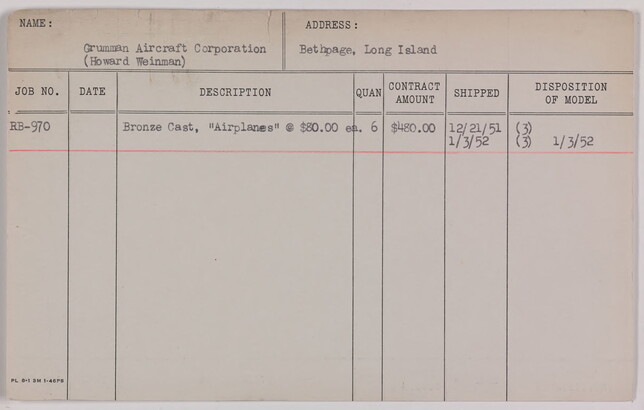 NAME: ADDRESS:
Grumman Aircraft Corporation Bethpage, Long Island
(Howard Weinman)
JOB NO. DATE DESCRIPTION QUAN CONTRACT AMOUNT SHIPPED DISPOSITION OF MODEL
RB-970 Bronze Cast, "Airplanes" @ $80.00 ea. 6 $480.00 12/21/51 (3)
1/3/52 (3) 1/3/52